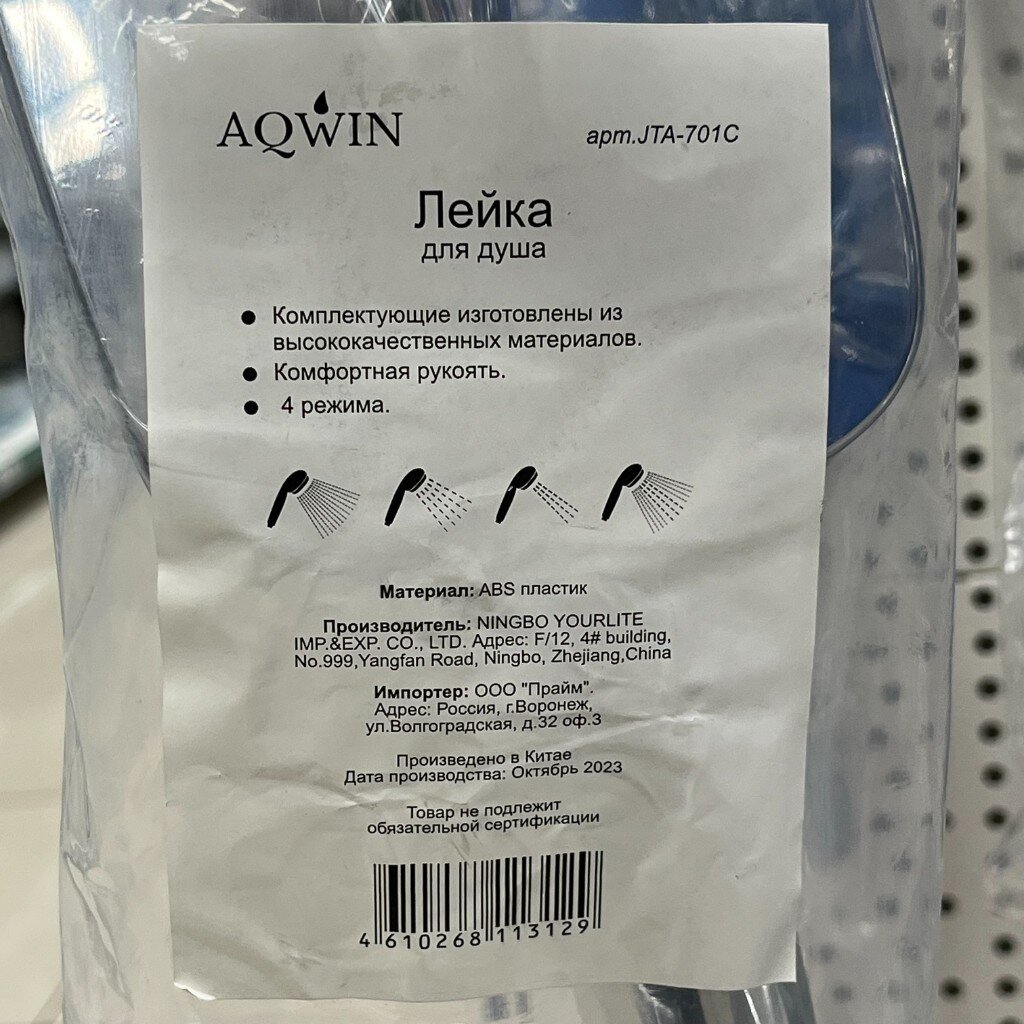 AQWIN
арт.JTA-701C
Лейка
для душа
● Комплектующие изготовлены из
высококачественных материалов.
● Комфортная рукоять.
● 4 режима.
Материал: ABS пластик
Производитель: NINGBO YOURLITE
IMP.&EXP. CO., LTD. Адрес: F/12, 4# building,
No.999,Yangfan Road, Ningbo, Zhejiang,China
Импортер: ООО "Прайм".
Адрес: Россия, г.Воронеж,
ул.Волгоградская, д.32 оф.3
Произведено в Китае
Дата производства: Октябрь 2023
Товар не подлежит
обязательной сертификации
4 610268 113129